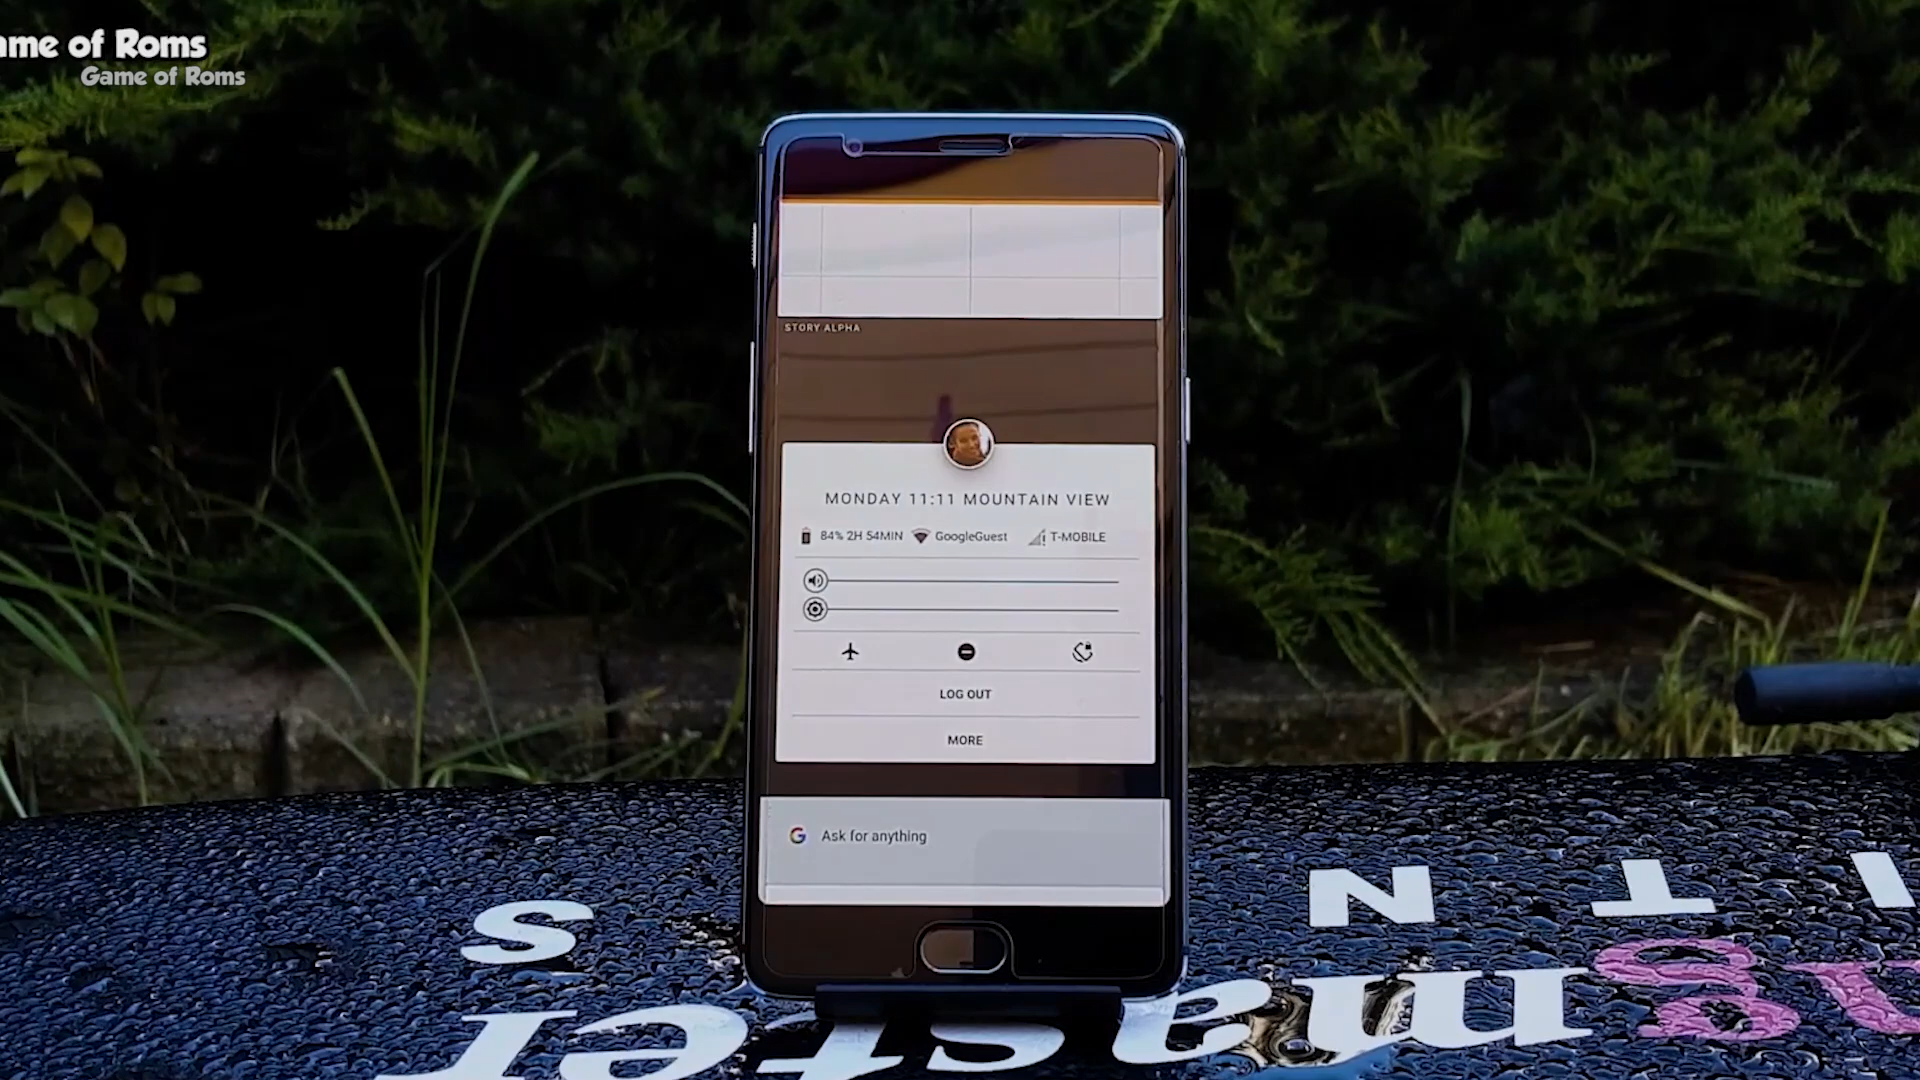 ame of Roms
Game of Roms
STORY ALPHA
MONDAY 11:11 MOUNTAIN VIEW
84% 2H 54MIN GoogleGuest T-MOBILE
LOG OUT
MORE
G Ask for anything
S N T I
master